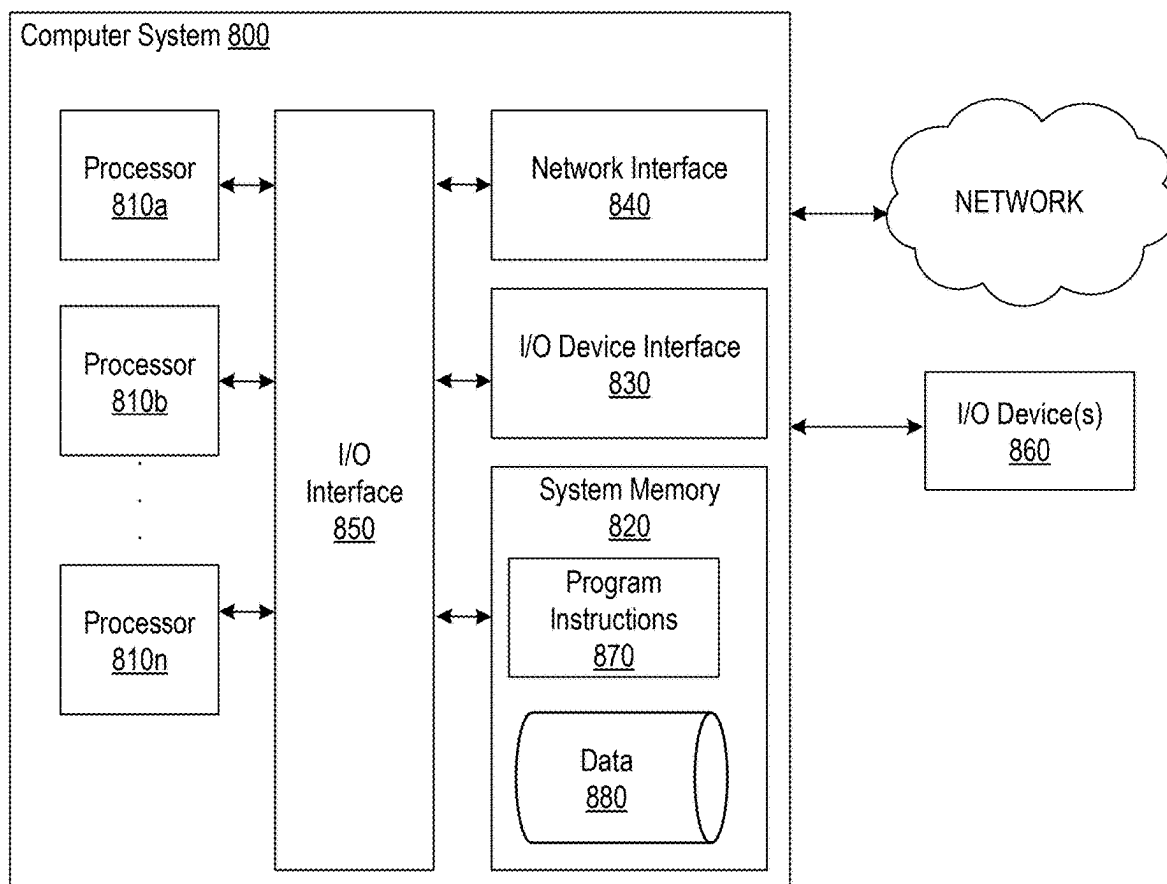 Computer System 800
Processor
810a
Network Interface
840
NETWORK
Processor
810b
I/O Device Interface
830
I/O Device(s)
860
I/O
Interface
850
System Memory
820
Program
Instructions
870
Processor
810n
Data
880